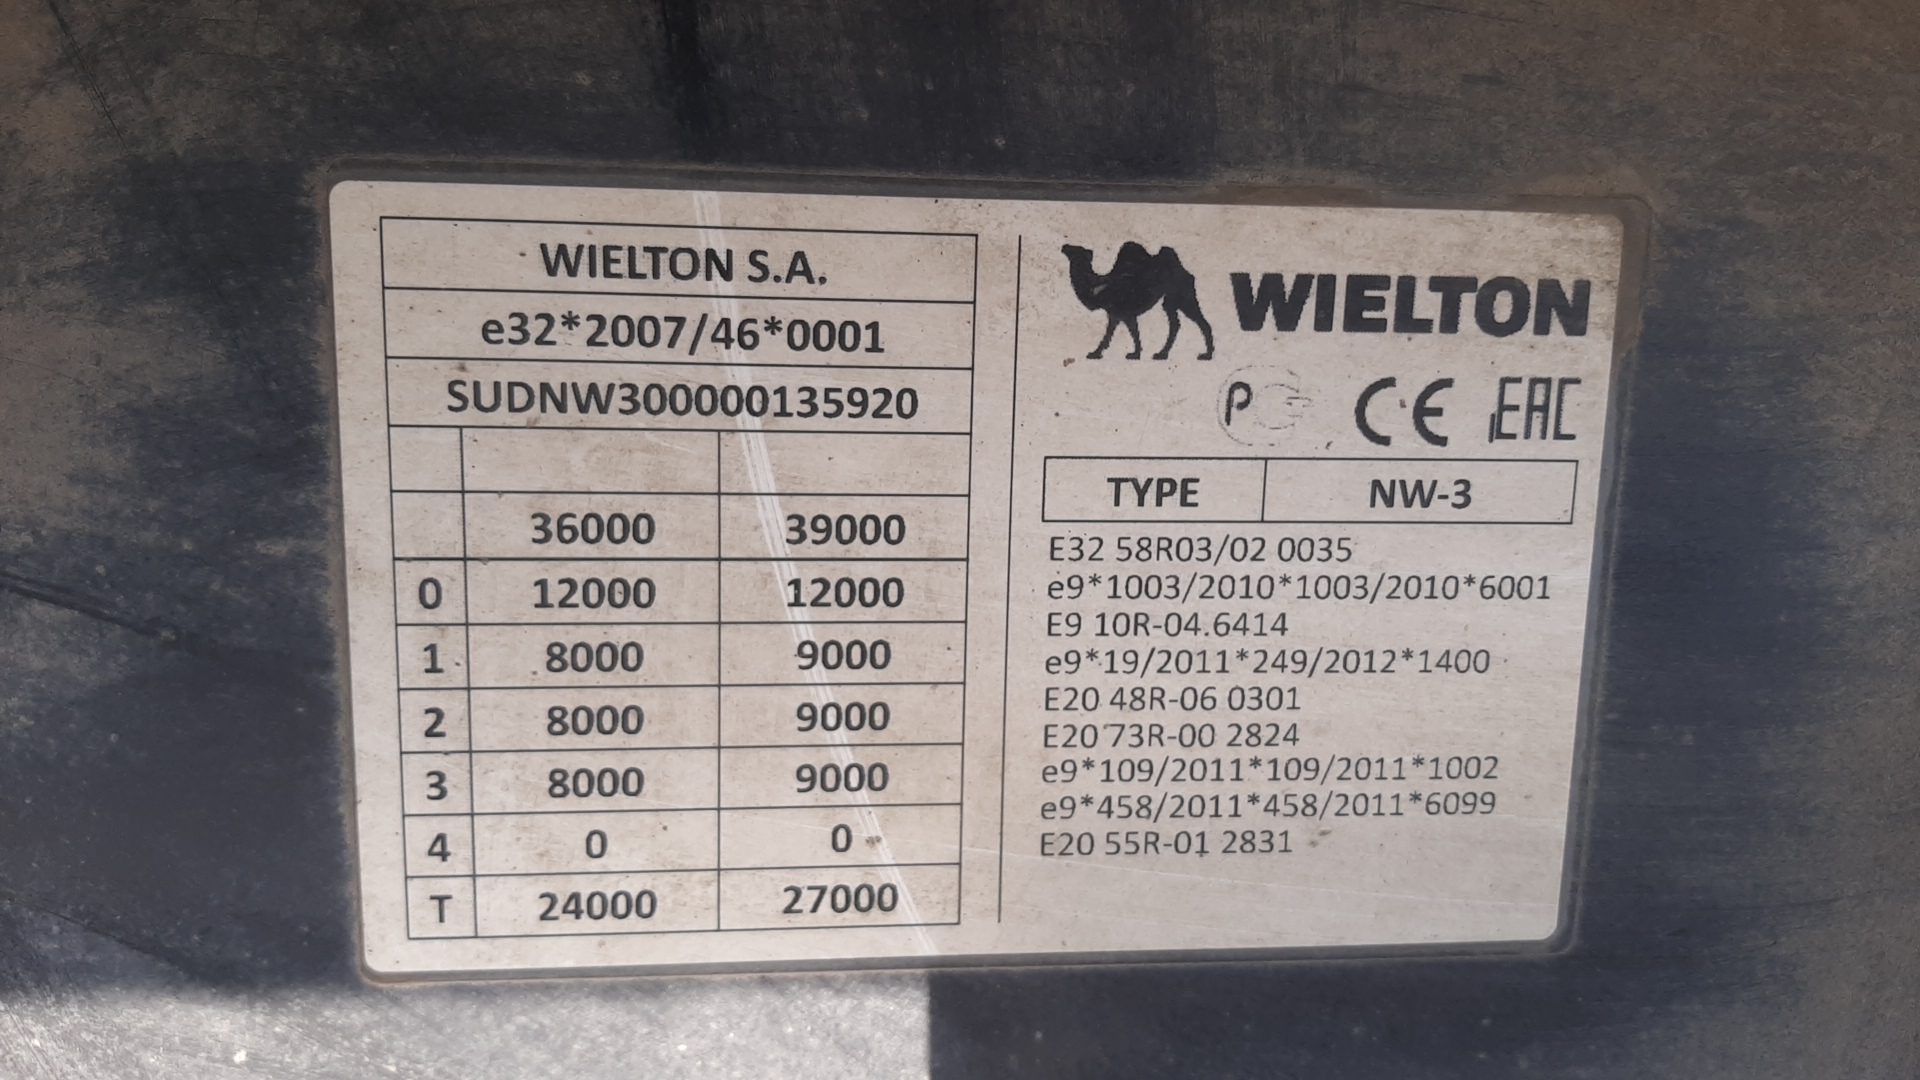 WIELTON S.A.
e32*2007/46*0001
SUDNW300000135920
36000 39000
0 12000 12000
1 8000 9000
2 8000 9000
3 8000 9000
4 0 0
T 24000 27000
WIELTON
P CE EAC
TYPE NW-3
E32 58R03/02 0035
e9*1003/2010*1003/2010*6001
E9 10R-04.6414
e9*19/2011*249/2012*1400
E20 48R-06 0301
E20 73R-00 2824
e9*109/2011*109/2011*1002
e9*458/2011*458/2011*6099
E20 55R-01 2831